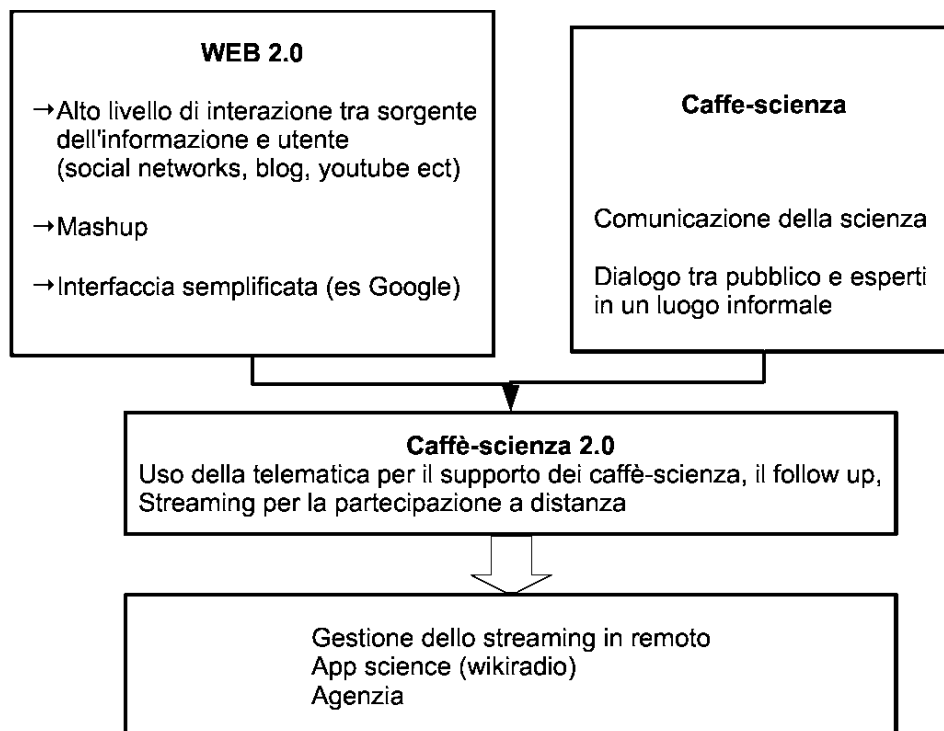 WEB 2.0
→Alto livello di interazione tra sorgente
dell'informazione e utente
(social networks, blog, youtube ect)
→Mashup
→Interfaccia semplificata (es Google)
Caffe-scienza
Comunicazione della scienza
Dialogo tra pubblico e esperti
in un luogo informale
Caffè-scienza 2.0
Uso della telematica per il supporto dei caffè-scienza, il follow up,
Streaming per la partecipazione a distanza
Gestione dello streaming in remoto
App science (wikiradio)
Agenzia